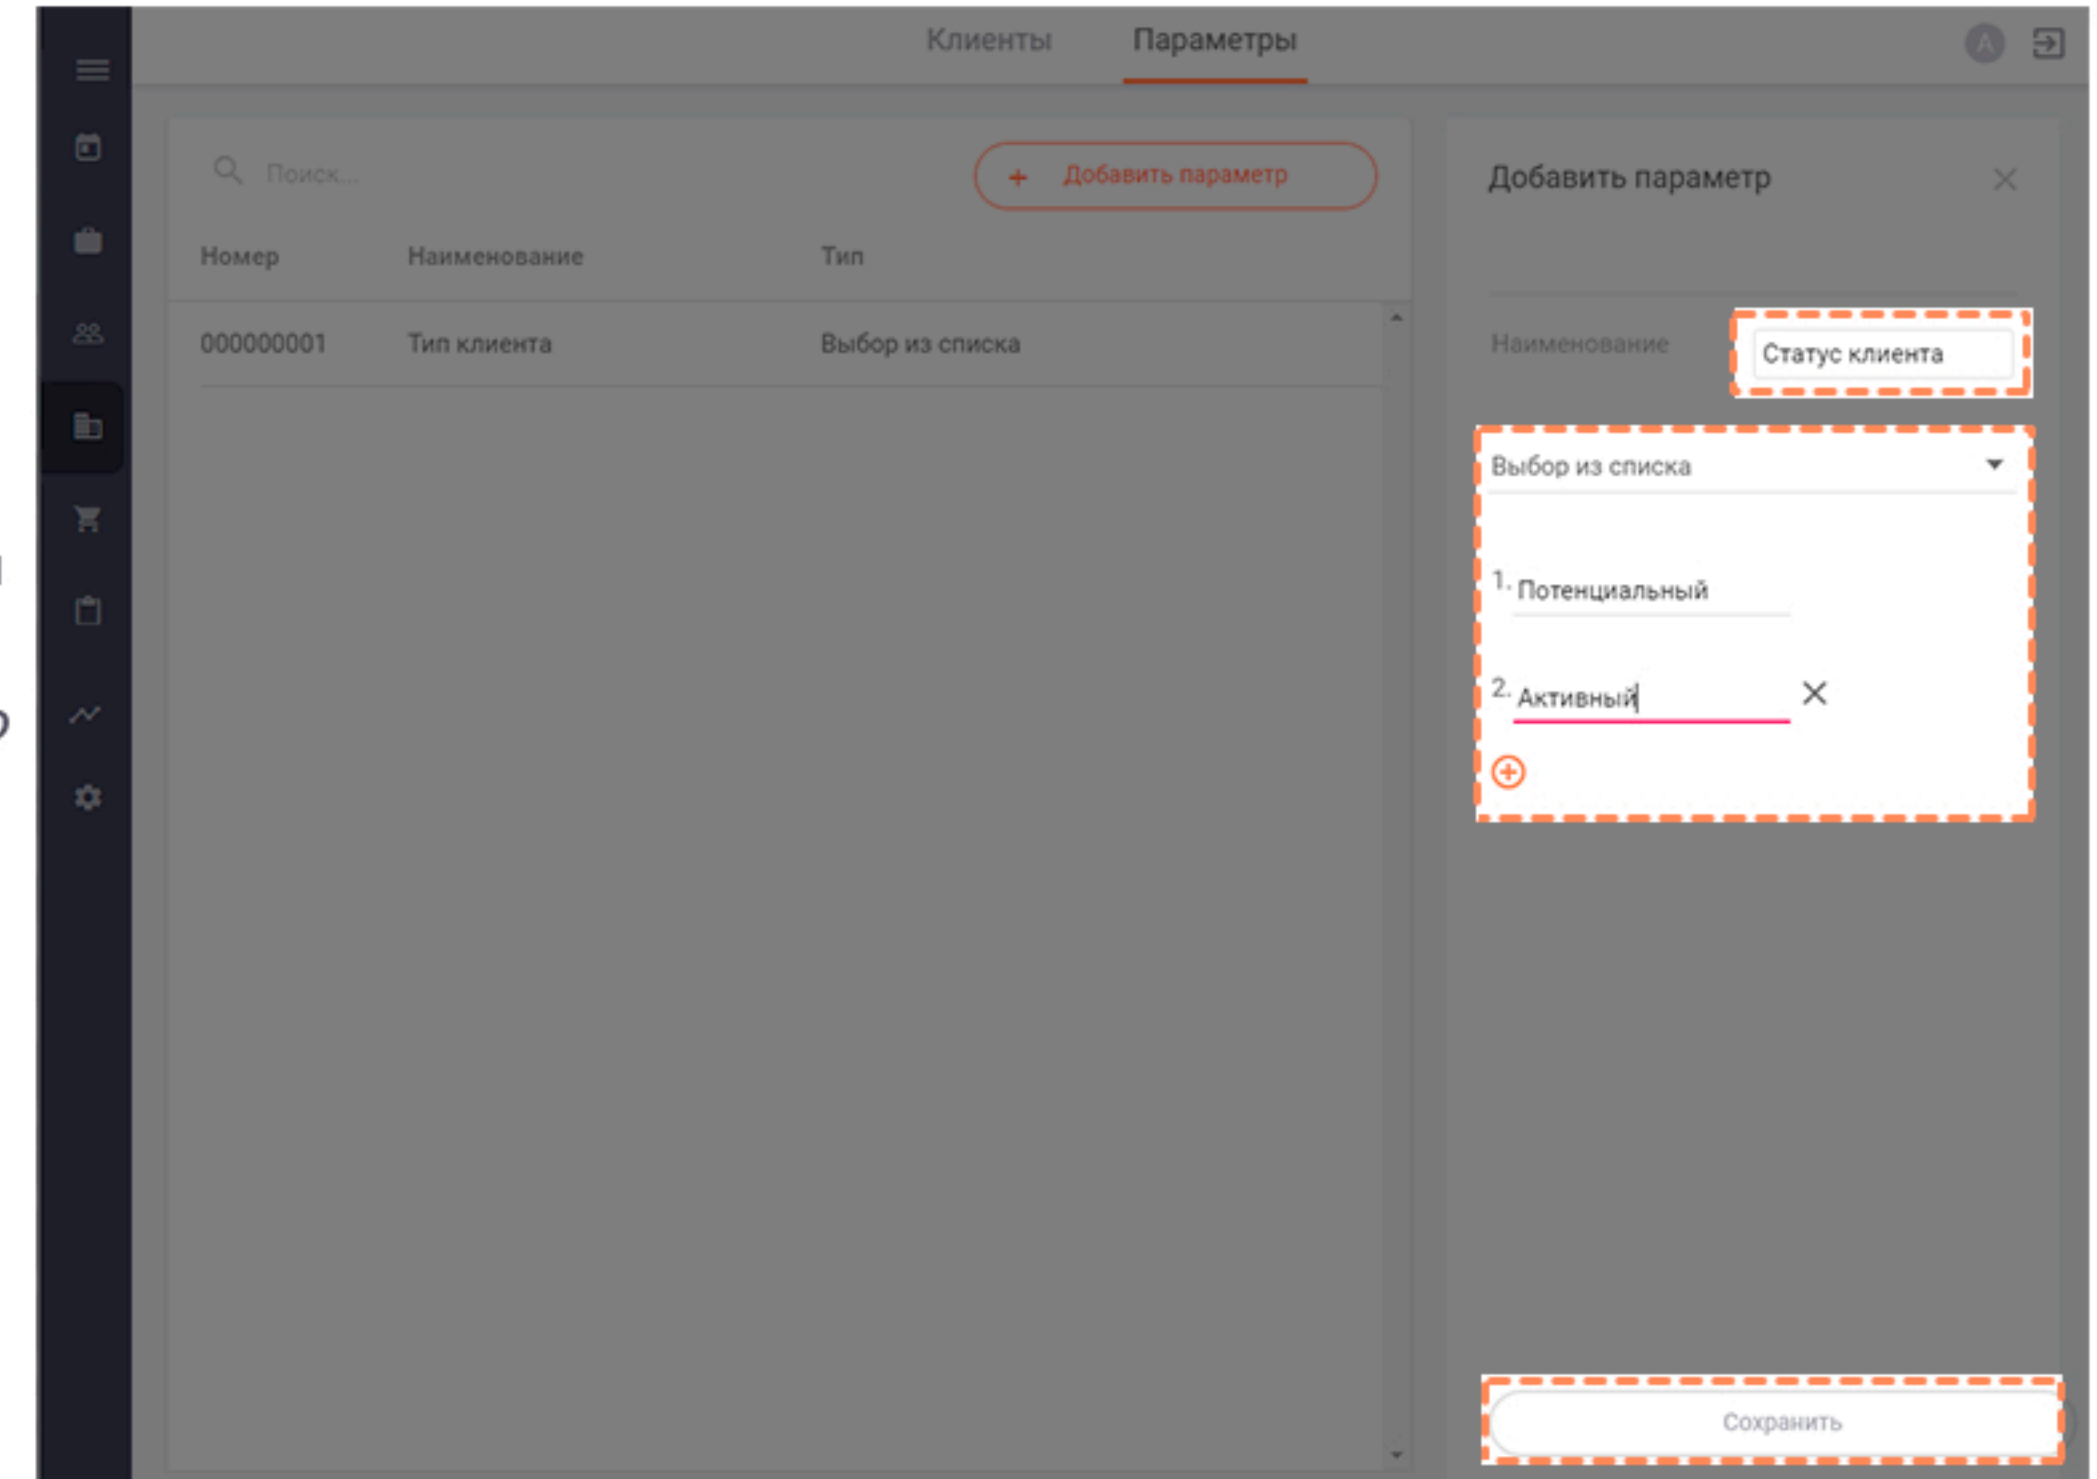 Клиенты Параметры
A
Поиск...
+ Добавить параметр
Номер Наименование Тип
000000001 Тип клиента Выбор из списка
Добавить параметр
Наименование Статус клиента
Выбор из списка
1. Потенциальный
2. Активный
Сохранить